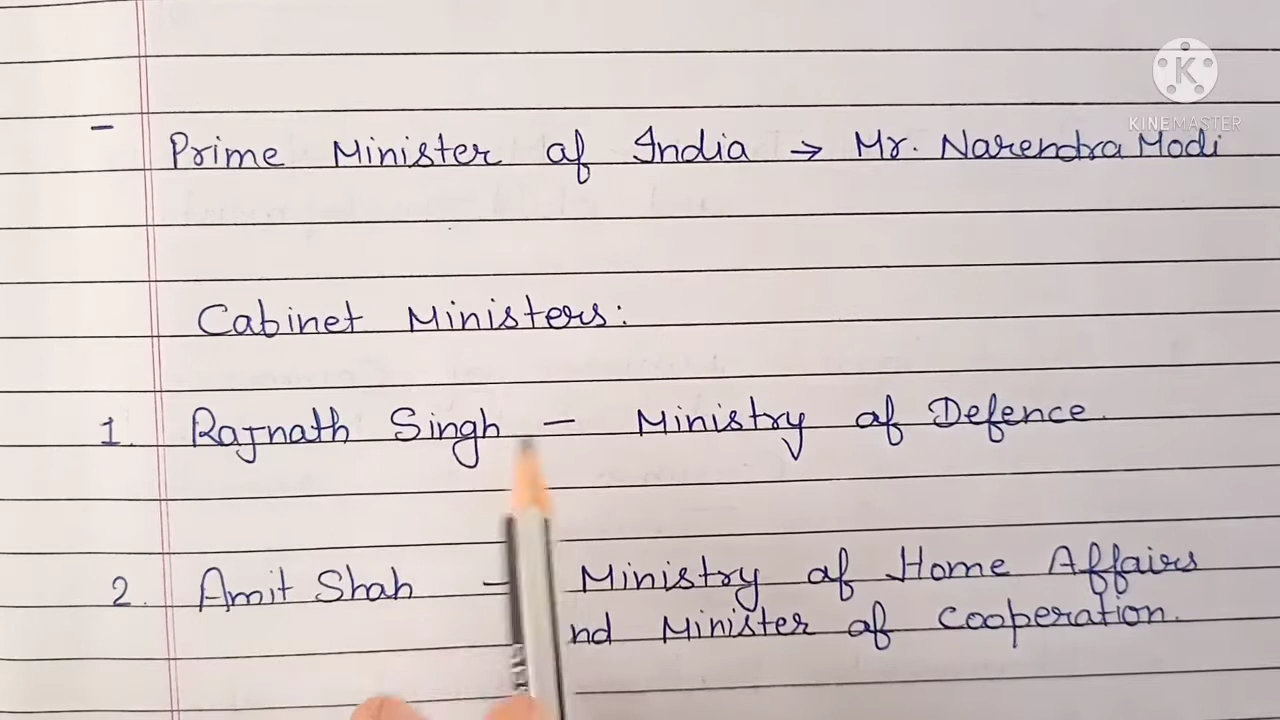 KINEMASTER
- Prime Minister of India → Mr. Narendra Modi
Cabinet Ministers:
1. Rajnath Singh - Ministry of Defence.
2. Amit Shah - Ministry of Home Affairs
nd Minister of Cooperation.